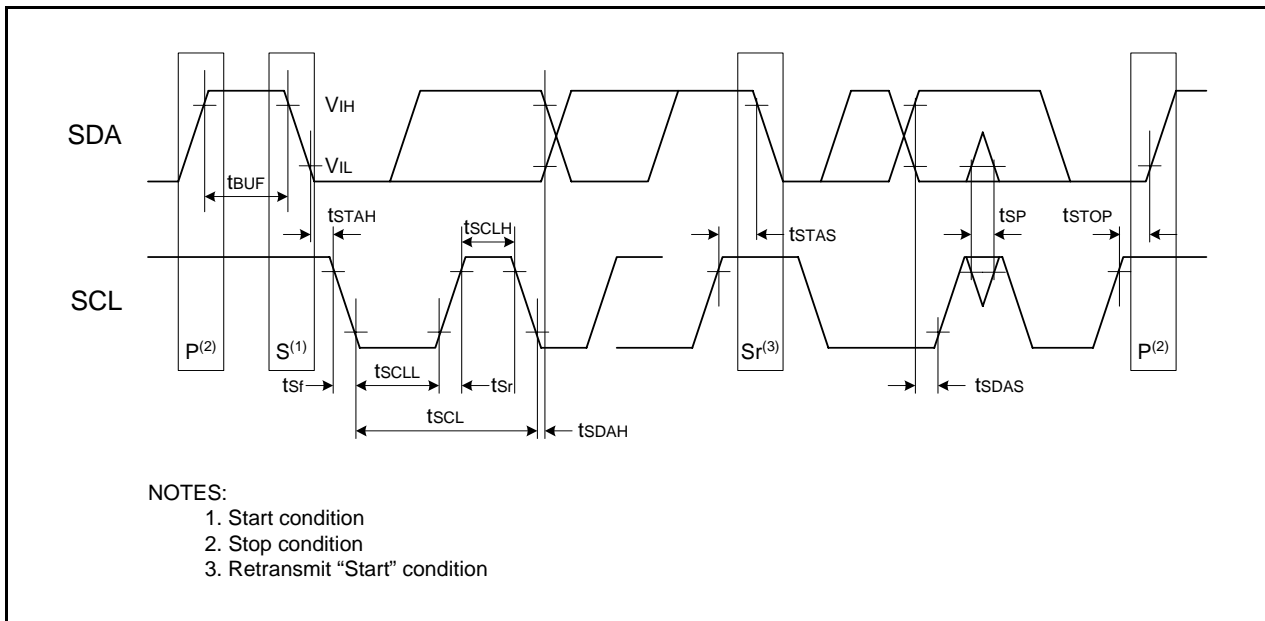 SDA
VIH
VIL
tBUF
tSTAH
tSCLH
tSTAS
tSP
tSTOP
SCL
P(2)
S(1)
Sr(3)
P(2)
tSf
tSCLL
tSr
tSDAS
tSCL
tSDAH
NOTES:
1. Start condition
2. Stop condition
3. Retransmit “Start” condition